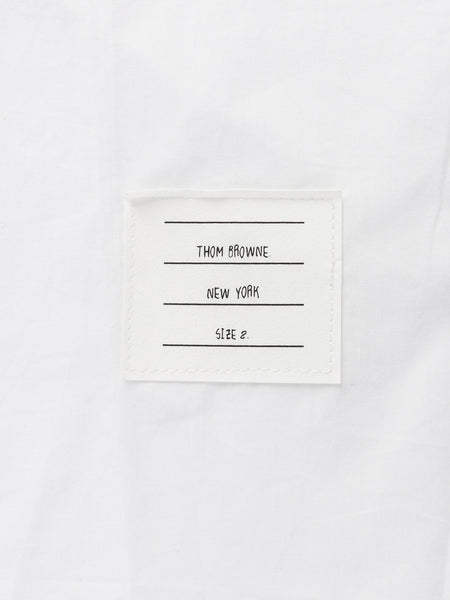 THOM BROWNE.
NEW YORK
SIZE 2.